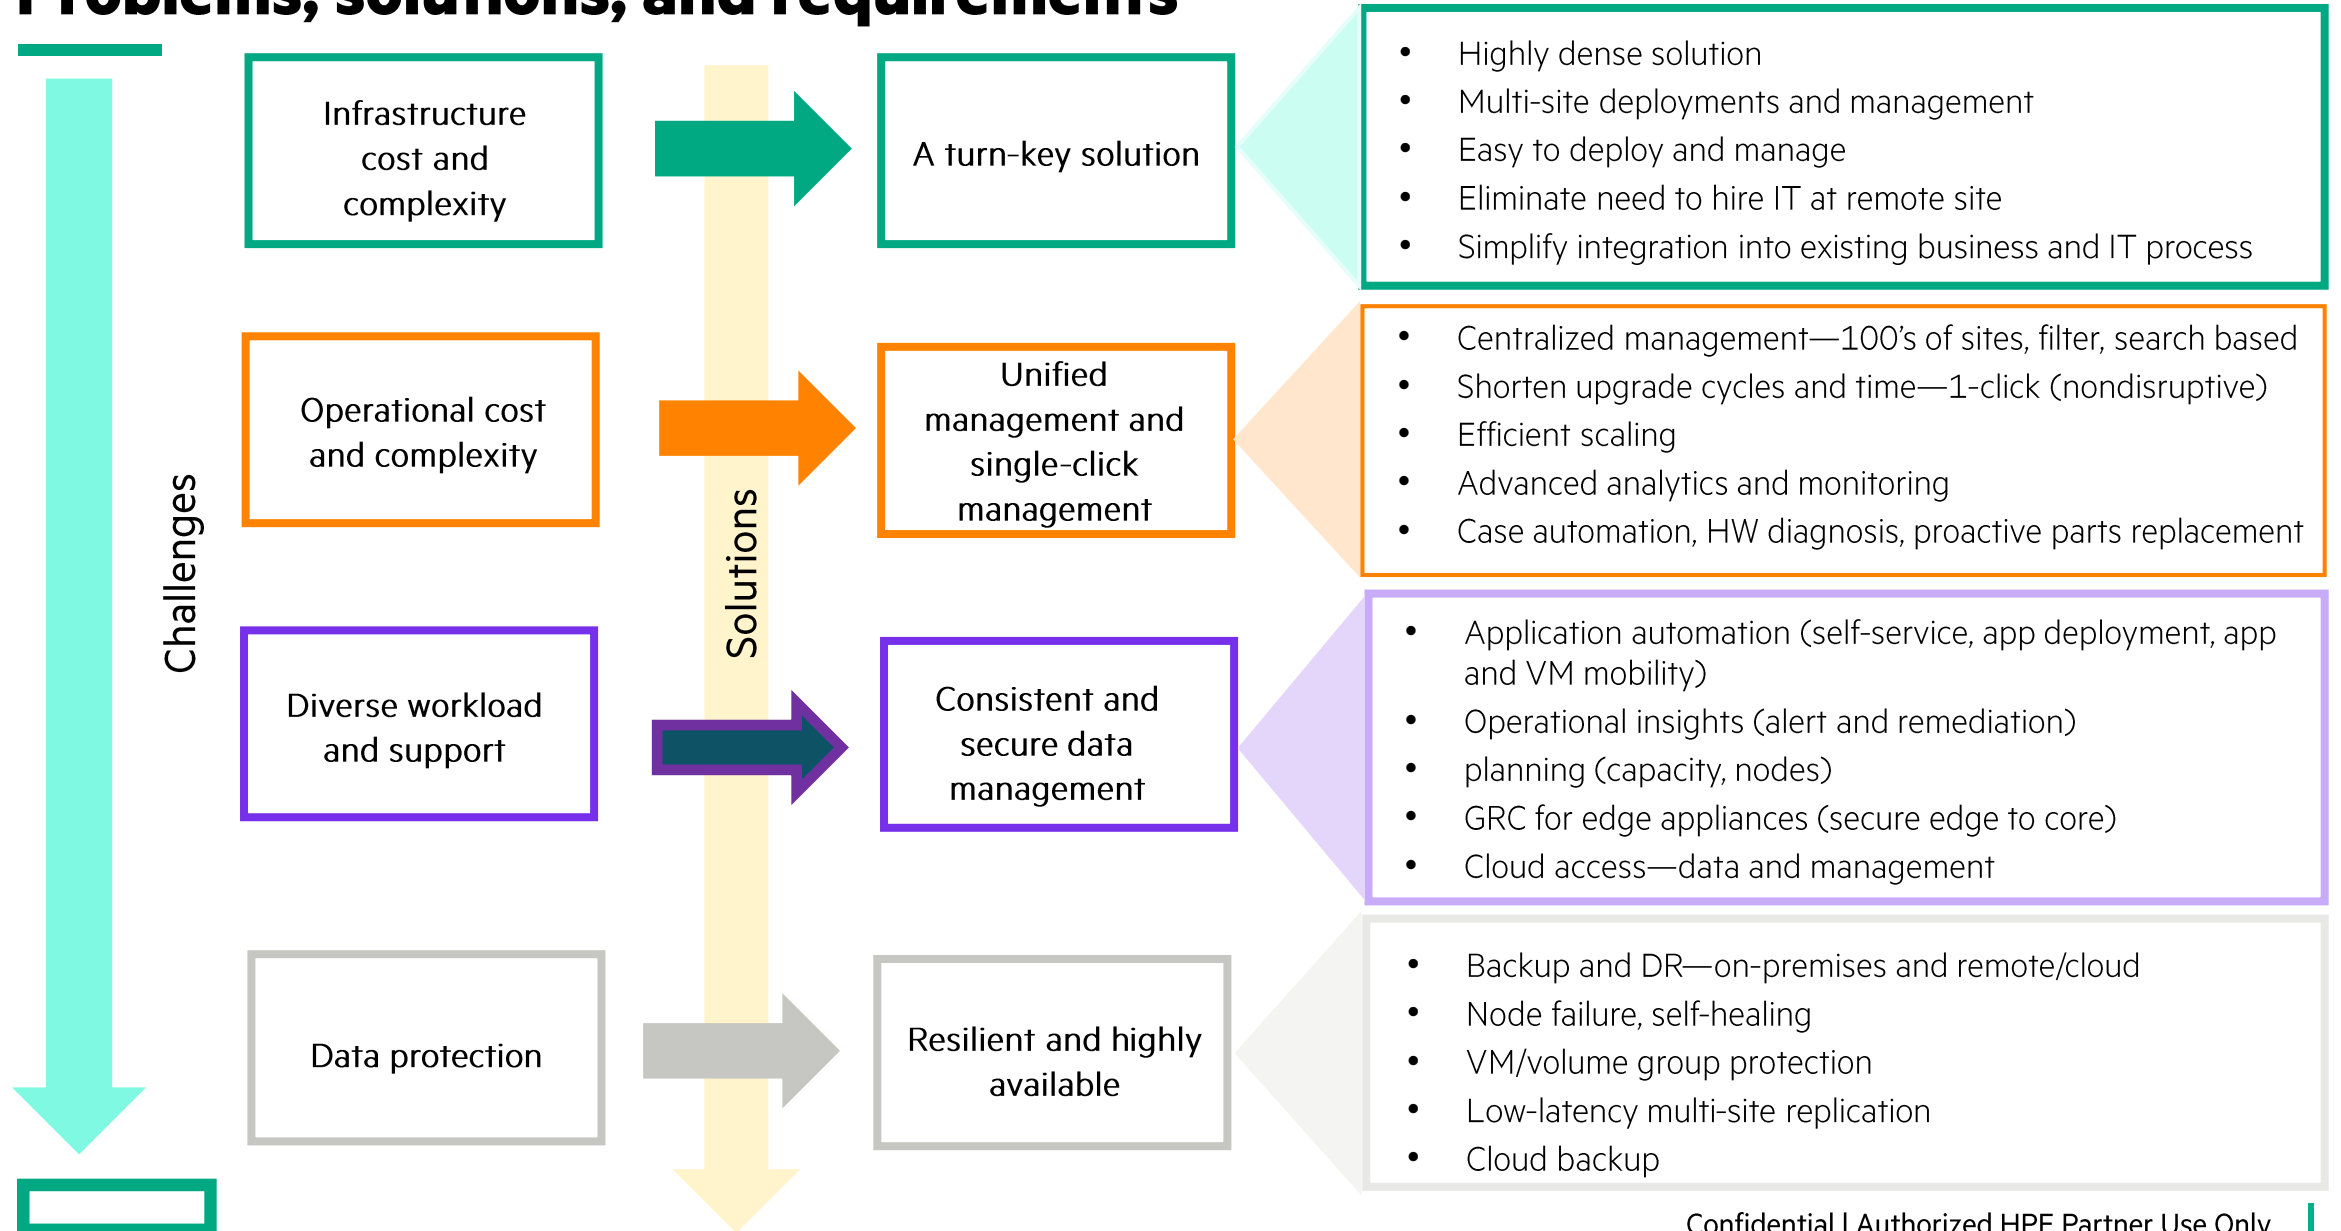 Problems, solutions, and requirements
Challenges
Solutions
Infrastructure
cost and
complexity
A turn-key solution
• Highly dense solution
• Multi-site deployments and management
• Easy to deploy and manage
• Eliminate need to hire IT at remote site
• Simplify integration into existing business and IT process
Operational cost
and complexity
Unified
management and
single-click
management
• Centralized management—100’s of sites, filter, search based
• Shorten upgrade cycles and time—1-click (nondisruptive)
• Efficient scaling
• Advanced analytics and monitoring
• Case automation, HW diagnosis, proactive parts replacement
Diverse workload
and support
Consistent and
secure data
management
• Application automation (self-service, app deployment, app
and VM mobility)
• Operational insights (alert and remediation)
• planning (capacity, nodes)
• GRC for edge appliances (secure edge to core)
• Cloud access—data and management
Data protection
Resilient and highly
available
• Backup and DR—on-premises and remote/cloud
• Node failure, self-healing
• VM/volume group protection
• Low-latency multi-site replication
• Cloud backup
Confidential | Authorized HPE Partner Use Only